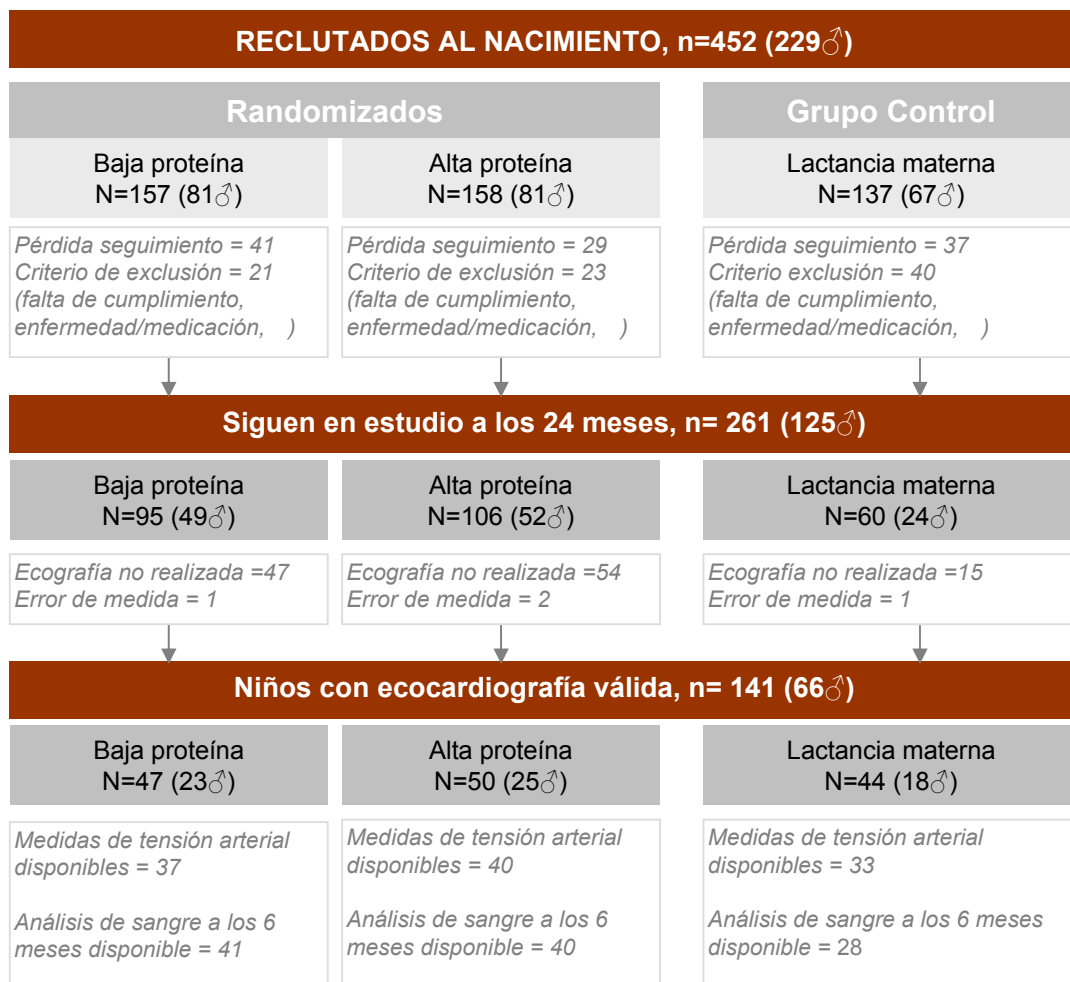 RECLUTADOS AL NACIMIENTO, n=452 (229♂)
Randomizados
Grupo Control
Baja proteína
N=157 (81♂)
Alta proteína
N=158 (81♂)
Lactancia materna
N=137 (67♂)
Pérdida seguimiento = 41
Criterio de exclusión = 21
(falta de cumplimiento,
enfermedad/medicación, )
Pérdida seguimiento = 29
Criterio de exclusión = 23
(falta de cumplimiento,
enfermedad/medicación, )
Pérdida seguimiento = 37
Criterio exclusión = 40
(falta de cumplimiento,
enfermedad/medicación, )
Siguen en estudio a los 24 meses, n= 261 (125♂)
Baja proteína
N=95 (49♂)
Alta proteína
N=106 (52♂)
Lactancia materna
N=60 (24♂)
Ecografía no realizada =47
Error de medida = 1
Ecografía no realizada =54
Error de medida = 2
Ecografía no realizada =15
Error de medida = 1
Niños con ecocardiografía válida, n= 141 (66♂)
Baja proteína
N=47 (23♂)
Alta proteína
N=50 (25♂)
Lactancia materna
N=44 (18♂)
Medidas de tensión arterial
disponibles = 37
Análisis de sangre a los 6
meses disponible = 41
Medidas de tensión arterial
disponibles = 40
Análisis de sangre a los 6
meses disponible = 40
Medidas de tensión arterial
disponibles = 33
Análisis de sangre a los 6 meses
disponible = 28